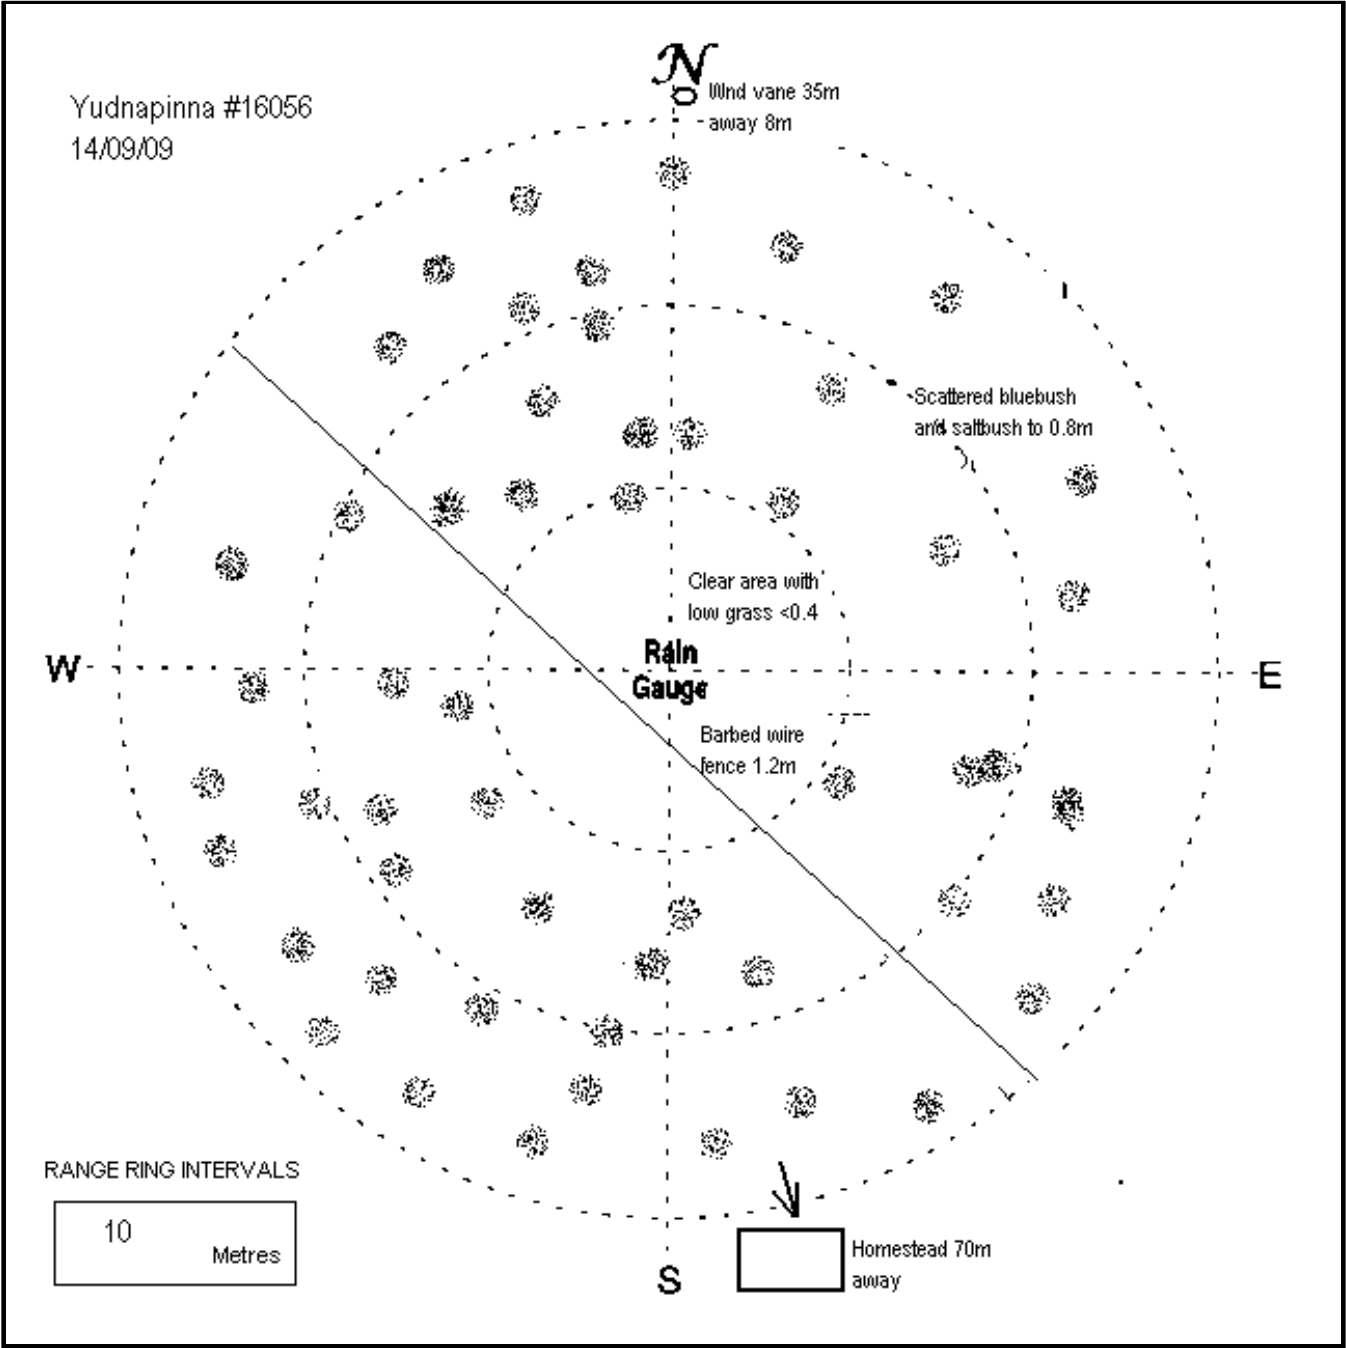 N
Wnd vane 35m
away 8m
Yudnapinna #16056
14/09/09
Scattered bluebush
and saltbush to 0.8m
Clear area with
low grass <0.4
Rain
Gauge
W
E
Barbed wire
fence 1.2m
RANGE RING INTERVALS
10
Metres
S
Homestead 70m
away